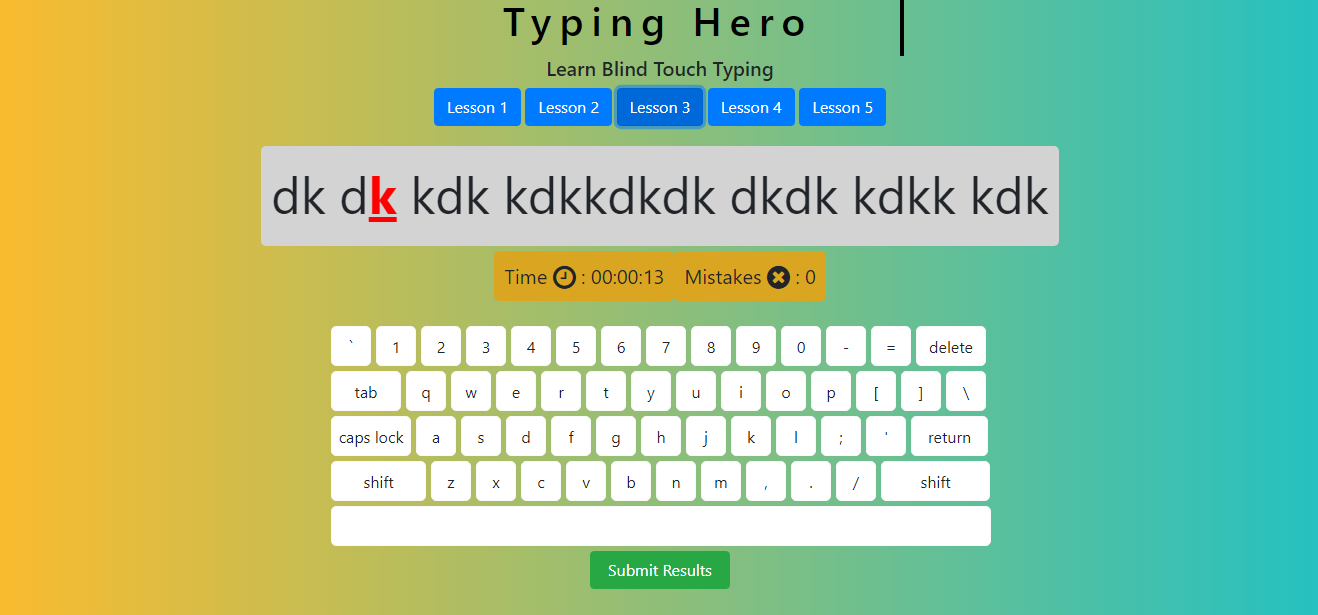 Typing Hero
Learn Blind Touch Typing
Lesson 1 Lesson 2 Lesson 3 Lesson 4 Lesson 5
dk dk kdk kdkkdkdk dkdk kdkk kdk
Time : 00:00:13 Mistakes : 0
` 1 2 3 4 5 6 7 8 9 0 - = delete
tab q w e r t y u i o p [ ] \
caps lock a s d f g h j k l ; ' return
shift z x c v b n m , . / shift
Submit Results